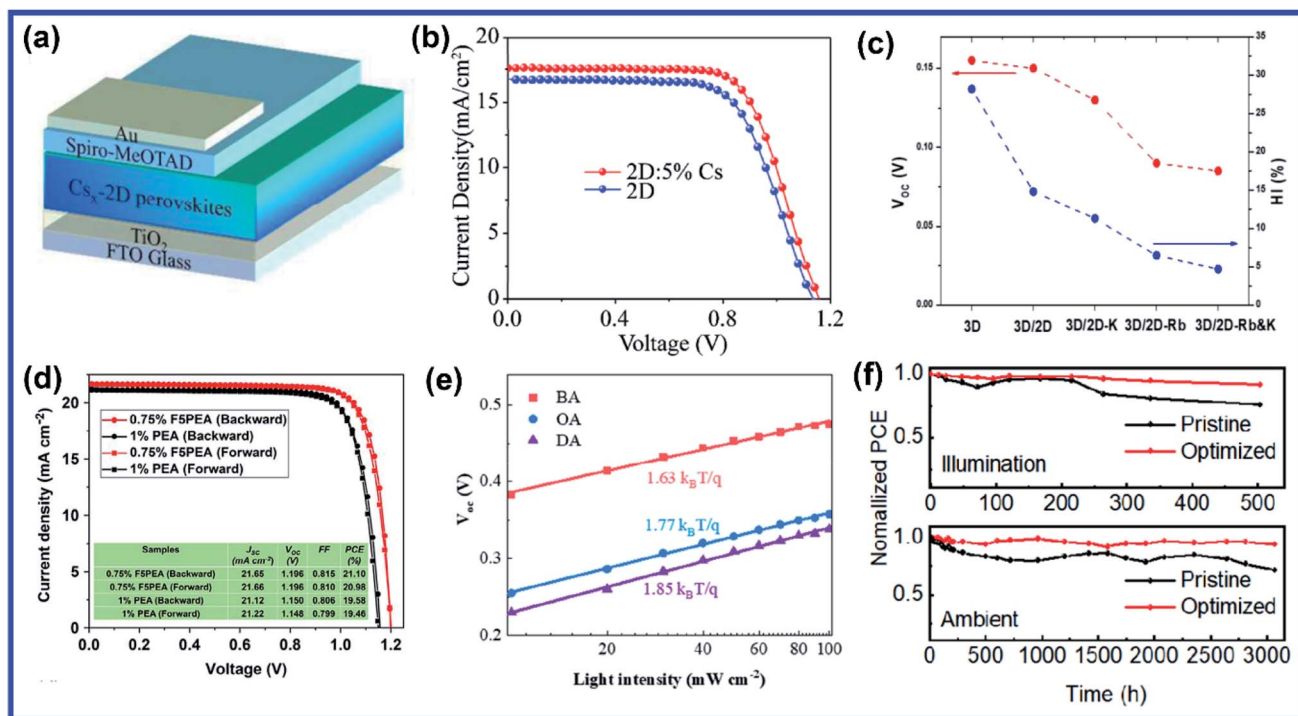 (a)
Au
Spiro-MeOTAD
Csx-2D perovskites
TiO2
FTO Glass
(b)
20
15
10
5
0
Current Density(mA/cm²)
2D:5% Cs
2D
0.0 0.4 0.8 1.2
Voltage (V)
(c)
0.15
0.10
0.05
0.00
VOC (V)
35
30
25
20
15
10
5
0
HI (%)
3D 3D/2D 3D/2D-K 3D/2D-Rb 3D/2D-Rb&K
(d)
20
15
10
5
0
Current density (mA cm−2)
0.75% F5PEA (Backward)
1% PEA (Backward)
0.75% F5PEA (Forward)
1% PEA (Forward)
Samples JSC (mA cm−2) VOC (V) FF PCE (%)
0.75% F5PEA (Backward) 21.65 1.196 0.815 21.10
0.75% F5PEA (Forward) 21.66 1.196 0.810 20.98
1% PEA (Backward) 21.12 1.150 0.806 19.58
1% PEA (Forward) 21.22 1.148 0.799 19.46
0.0 0.2 0.4 0.6 0.8 1.0 1.2
Voltage (V)
(e)
0.5
0.4
0.3
0.2
Voc (V)
BA
OA
DA
1.63 kBT/q
1.77 kBT/q
1.85 kBT/q
20 40 60 80 100
Light intensity (mW cm−2)
(f)
Normallized PCE
1.0
0.5
Pristine
Optimized
Illumination
0 100 200 300 400 500
1.0
0.5
Pristine
Optimized
Ambient
0 500 1000 1500 2000 2500 3000
Time (h)